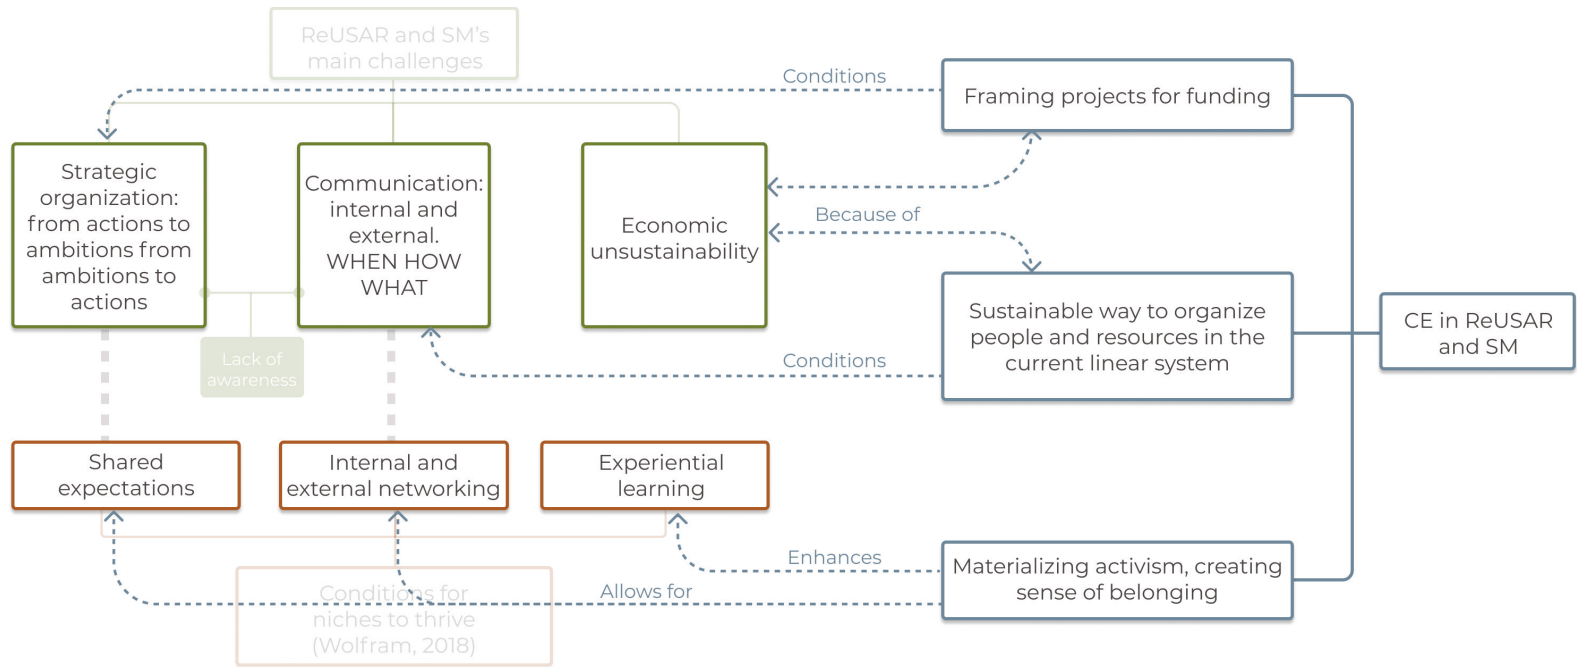 ReUSAR and SM's
main challenges
Conditions
Framing projects for funding
Strategic
organization:
from actions to
ambitions from
ambitions to
actions
Communication:
internal and
external.
WHEN HOW
WHAT
Economic
unsustainability
Because of
Sustainable way to organize
people and resources in the
current linear system
CE in ReUSAR
and SM
Lack of
awareness
Conditions
Shared
expectations
Internal and
external networking
Experiential
learning
Enhances
Allows for
Materializing activism, creating
sense of belonging
Conditions for
niches to thrive
(Wolfram, 2018)